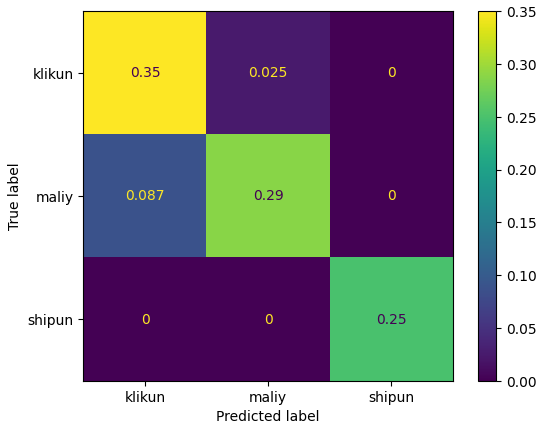 klikun 0.35 0.025 0
maliy 0.087 0.29 0
shipun 0 0 0.25
klikun maliy shipun
Predicted label
True label
0.35
0.30
0.25
0.20
0.15
0.10
0.05
0.00